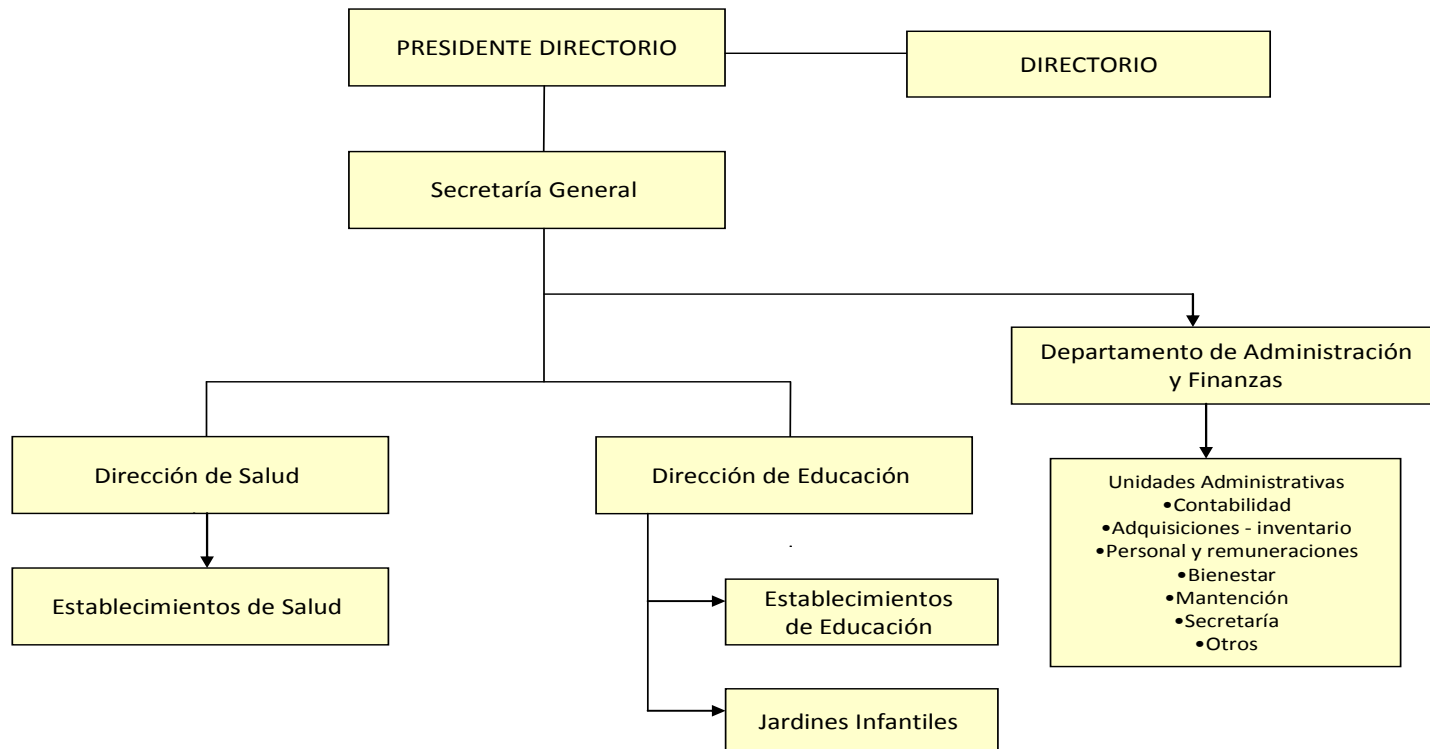 PRESIDENTE DIRECTORIO
DIRECTORIO
Secretaría General
Departamento de Administración
y Finanzas
Dirección de Salud
Dirección de Educación
Unidades Administrativas
•Contabilidad
•Adquisiciones - inventario
•Personal y remuneraciones
•Bienestar
•Mantención
•Secretaría
•Otros
Establecimientos de Salud
Establecimientos
de Educación
Jardines Infantiles